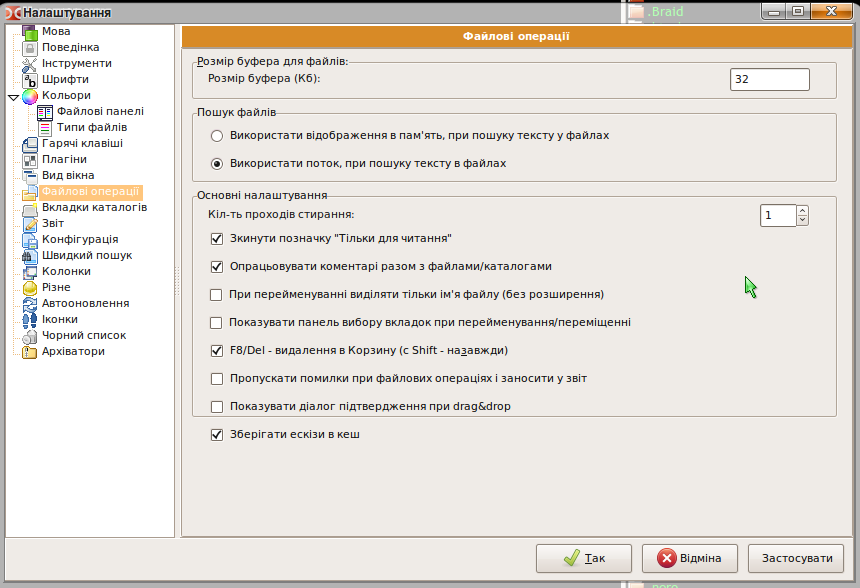 Налаштування
.Braid
Мова
Поведінка
Інструменти
Шрифти
Кольори
Файлові панелі
Типи файлів
Гарячі клавіші
Плагіни
Вид вікна
Файлові операції
Вкладки каталогів
Звіт
Конфігурація
Швидкий пошук
Колонки
Різне
Автооновлення
Іконки
Чорний список
Архіватори
Файлові операції
Розмір буфера для файлів:
Розмір буфера (Кб):
32
Пошук файлів
Використати відображення в пам'ять, при пошуку тексту у файлах
Використати поток, при пошуку тексту в файлах
Основні налаштування
Кіл-ть проходів стирання:
1
Зкинути позначку "Тільки для читання"
Опрацьовувати коментарі разом з файлами/каталогами
При перейменуванні виділяти тільки ім'я файлу (без розширення)
Показувати панель вибору вкладок при перейменування/переміщенні
F8/Del - видалення в Корзину (с Shift - назавжди)
Пропускати помилки при файлових операціях і заносити у звіт
Показувати діалог підтвердження при drag&drop
Зберігати ескізи в кеш
Так
Відміна
Застосувати